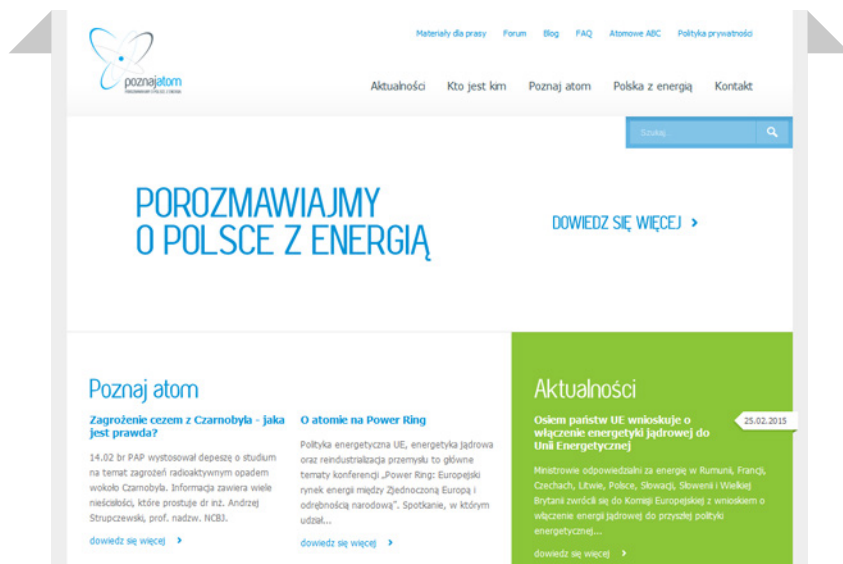 Materiały dla prasy Forum Blog FAQ Atomowe ABC Polityka prywatności
poznajatom
Aktualności Kto jest kim Poznaj atom Polska z energią Kontakt
Szukaj...
POROZMAWIAJMY
O POLSCE Z ENERGIĄ
DOWIEDZ SIĘ WIĘCEJ
Poznaj atom
Zagrożenie cezem z Czarnobyla - jaka
jest prawda?
14.02 br PAP wystosował depeszę o studium
na temat zagrożeń radioaktywnym opadem
wokoło Czarnobyla. Informacja zawiera wiele
nieścisłości, które prostuje dr inż. Andrzej
Strupczewski, prof. nadzw. NCBJ.
dowiedz się więcej
O atomie na Power Ring
Polityka energetyczna UE, energetyka jądrowa
oraz reindustrializacja przemysłu to główne
tematy konferencji „Power Ring: Europejski
rynek energii między Zjednoczoną Europą i
odrębnością narodową”. Spotkanie, w którym
udział...
dowiedz się więcej
Aktualności
Osiem państw UE wnioskuje o
włączenie energetyki jądrowej do
Unii Energetycznej
25.02.2015
Ministrowie odpowiedzialni za energię w Rumunii, Francji,
Czechach, Litwie, Polsce, Słowacji, Słowenii i Wielkiej
Brytanii zwrócili się do Komisji Europejskiej z wnioskiem o
włączenie energii jądrowej do przyszłej polityki
energetycznej...
dowiedz się więcej